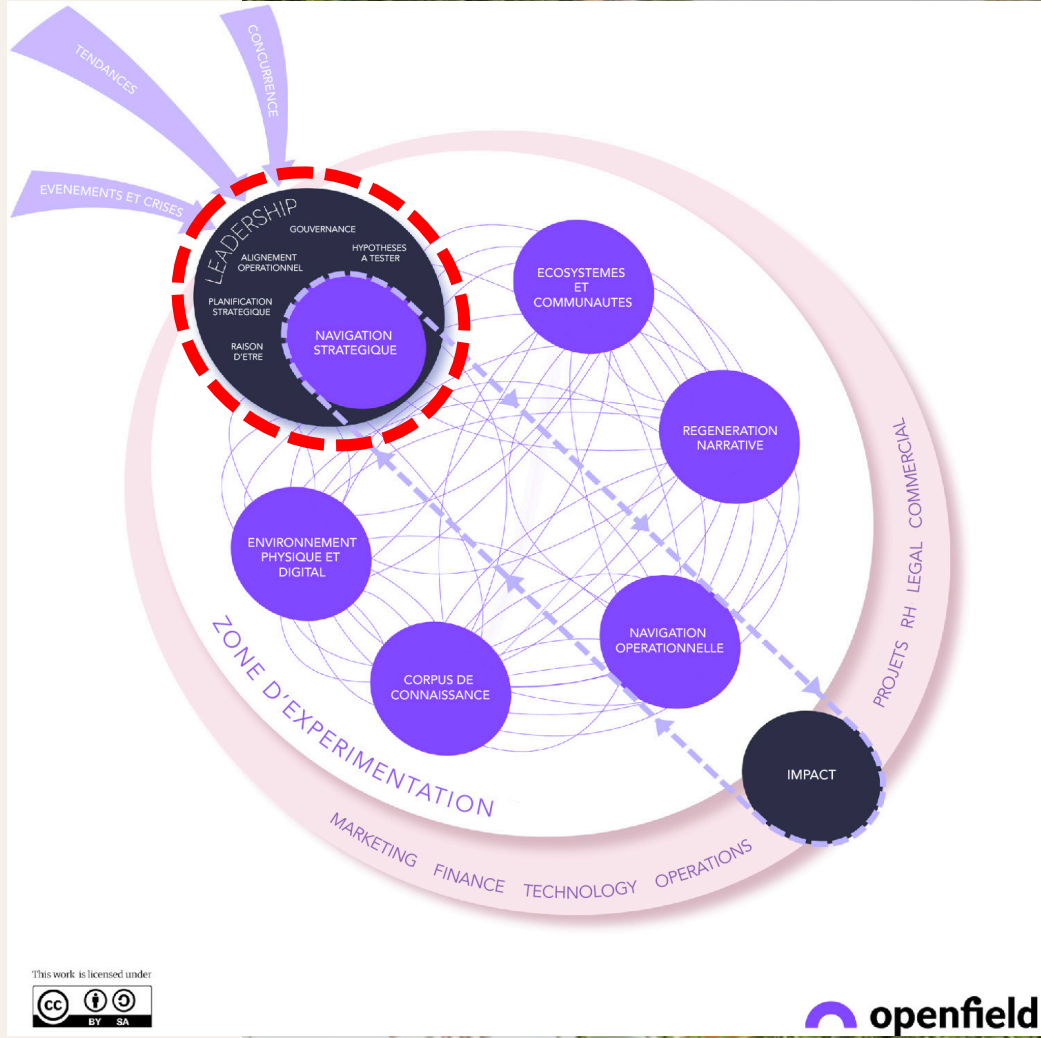 TENDANCES
CONCURRENCE
EVENEMENTS ET CRISES
LEADERSHIP
GOUVERNANCE
HYPOTHESES
A TESTER
ALIGNEMENT
OPERATIONNEL
PLANIFICATION
STRATEGIQUE
RAISON
D'ETRE
NAVIGATION
STRATEGIQUE
ECOSYSTEMES
ET
COMMUNAUTES
REGENERATION
NARRATIVE
ENVIRONNEMENT
PHYSIQUE ET
DIGITAL
NAVIGATION
OPERATIONNELLE
CORPUS DE
CONNAISSANCE
IMPACT
ZONE D'EXPERIMENTATION
PROJETS RH LEGAL COMMERCIAL
MARKETING FINANCE TECHNOLOGY OPERATIONS
This work is licensed under
cc
BY SA
openfield